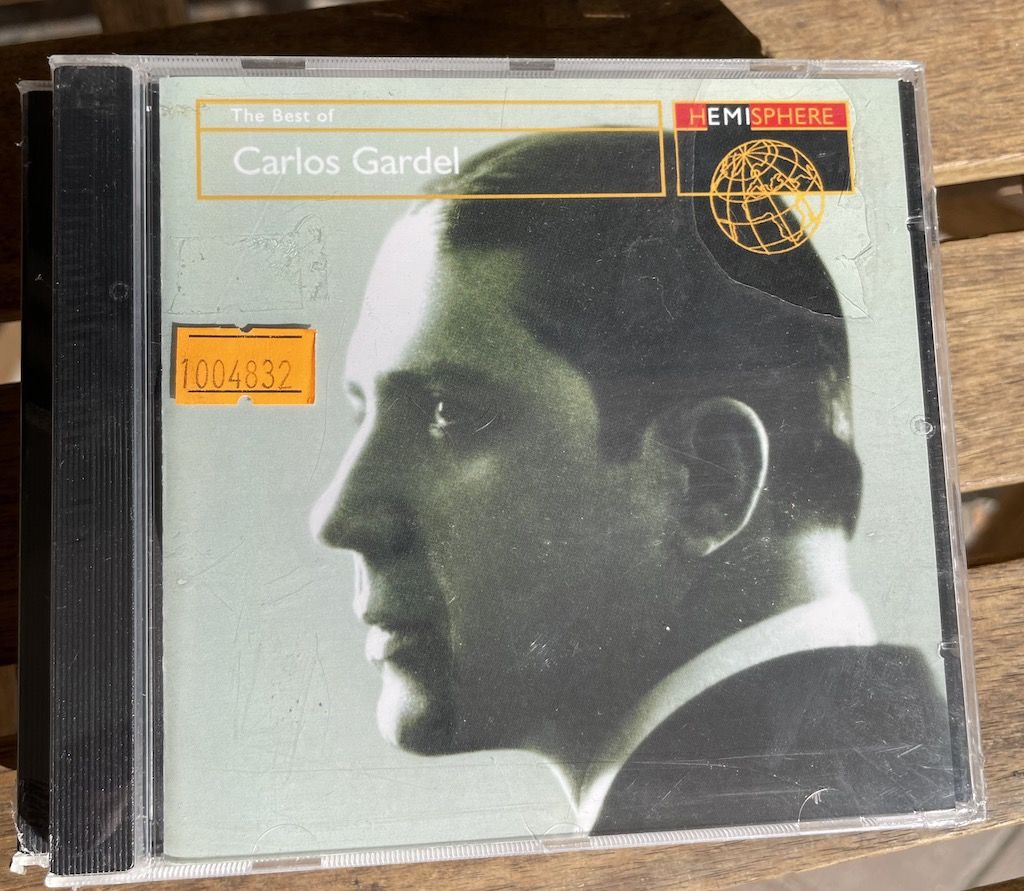 The Best of
Carlos Gardel
HEMISPHERE
1004832